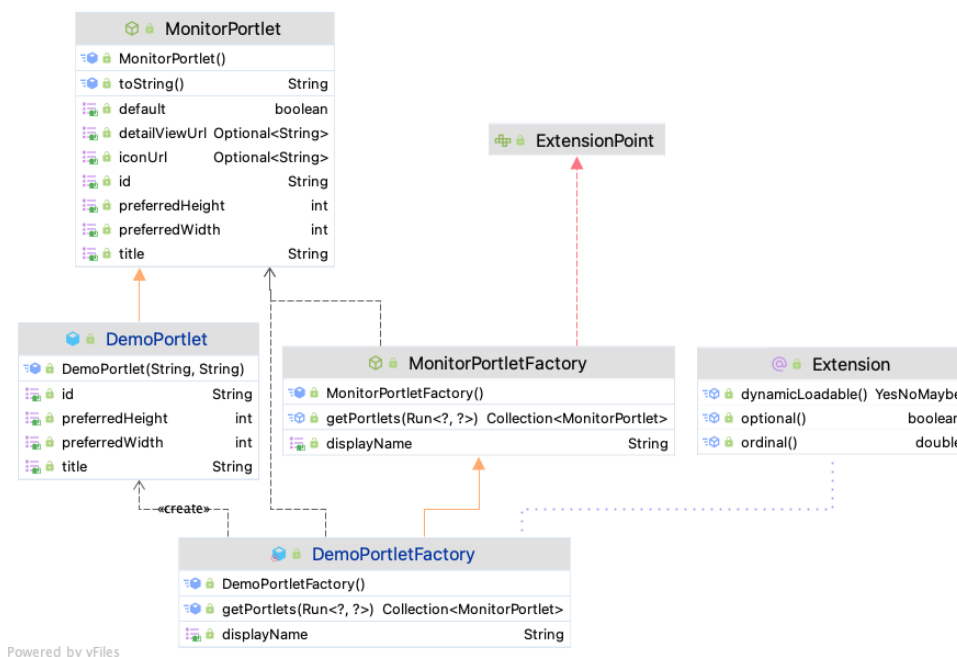 MonitorPortlet
MonitorPortlet()
toString() String
default boolean
detailViewUrl Optional<String>
iconUrl Optional<String>
id String
preferredHeight int
preferredWidth int
title String
ExtensionPoint
DemoPortlet
DemoPortlet(String, String)
id String
preferredHeight int
preferredWidth int
title String
MonitorPortletFactory
MonitorPortletFactory()
getPortlets(Run<?, ?>) Collection<MonitorPortlet>
displayName String
@ Extension
dynamicLoadable() YesNoMaybe
optional() boolean
ordinal() double
«create»
DemoPortletFactory
DemoPortletFactory()
getPortlets(Run<?, ?>) Collection<MonitorPortlet>
displayName String
Powered by yFiles